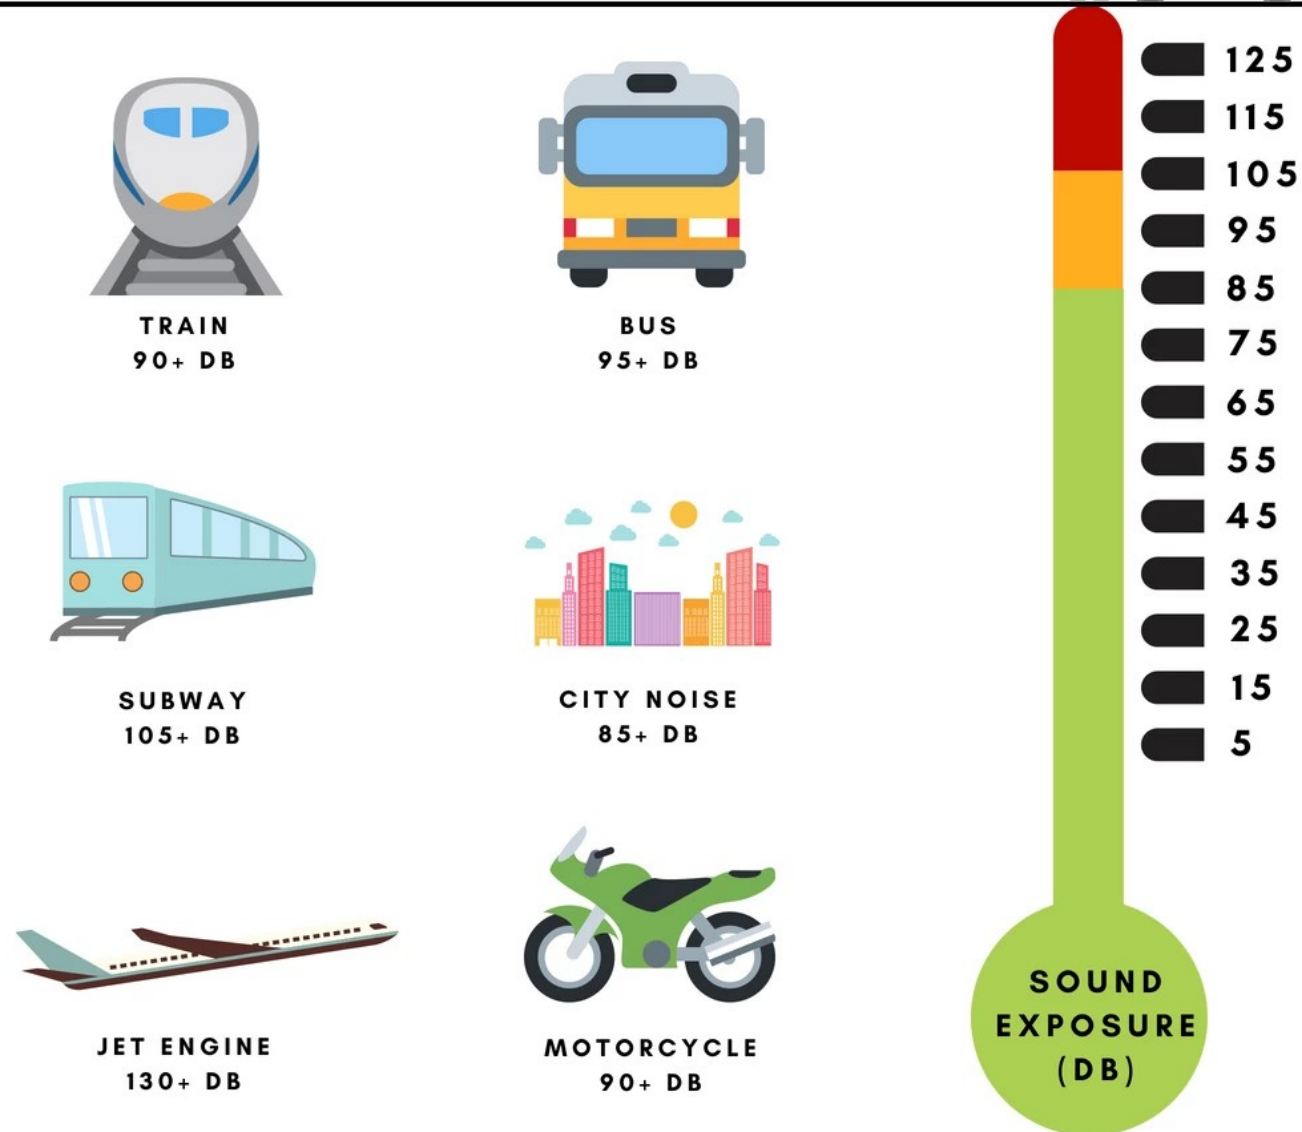 TRAIN
90+ DB
BUS
95+ DB
SUBWAY
105+ DB
CITY NOISE
85+ DB
JET ENGINE
130+ DB
MOTORCYCLE
90+ DB
125
115
105
95
85
75
65
55
45
35
25
15
5
SOUND
EXPOSURE
(DB)